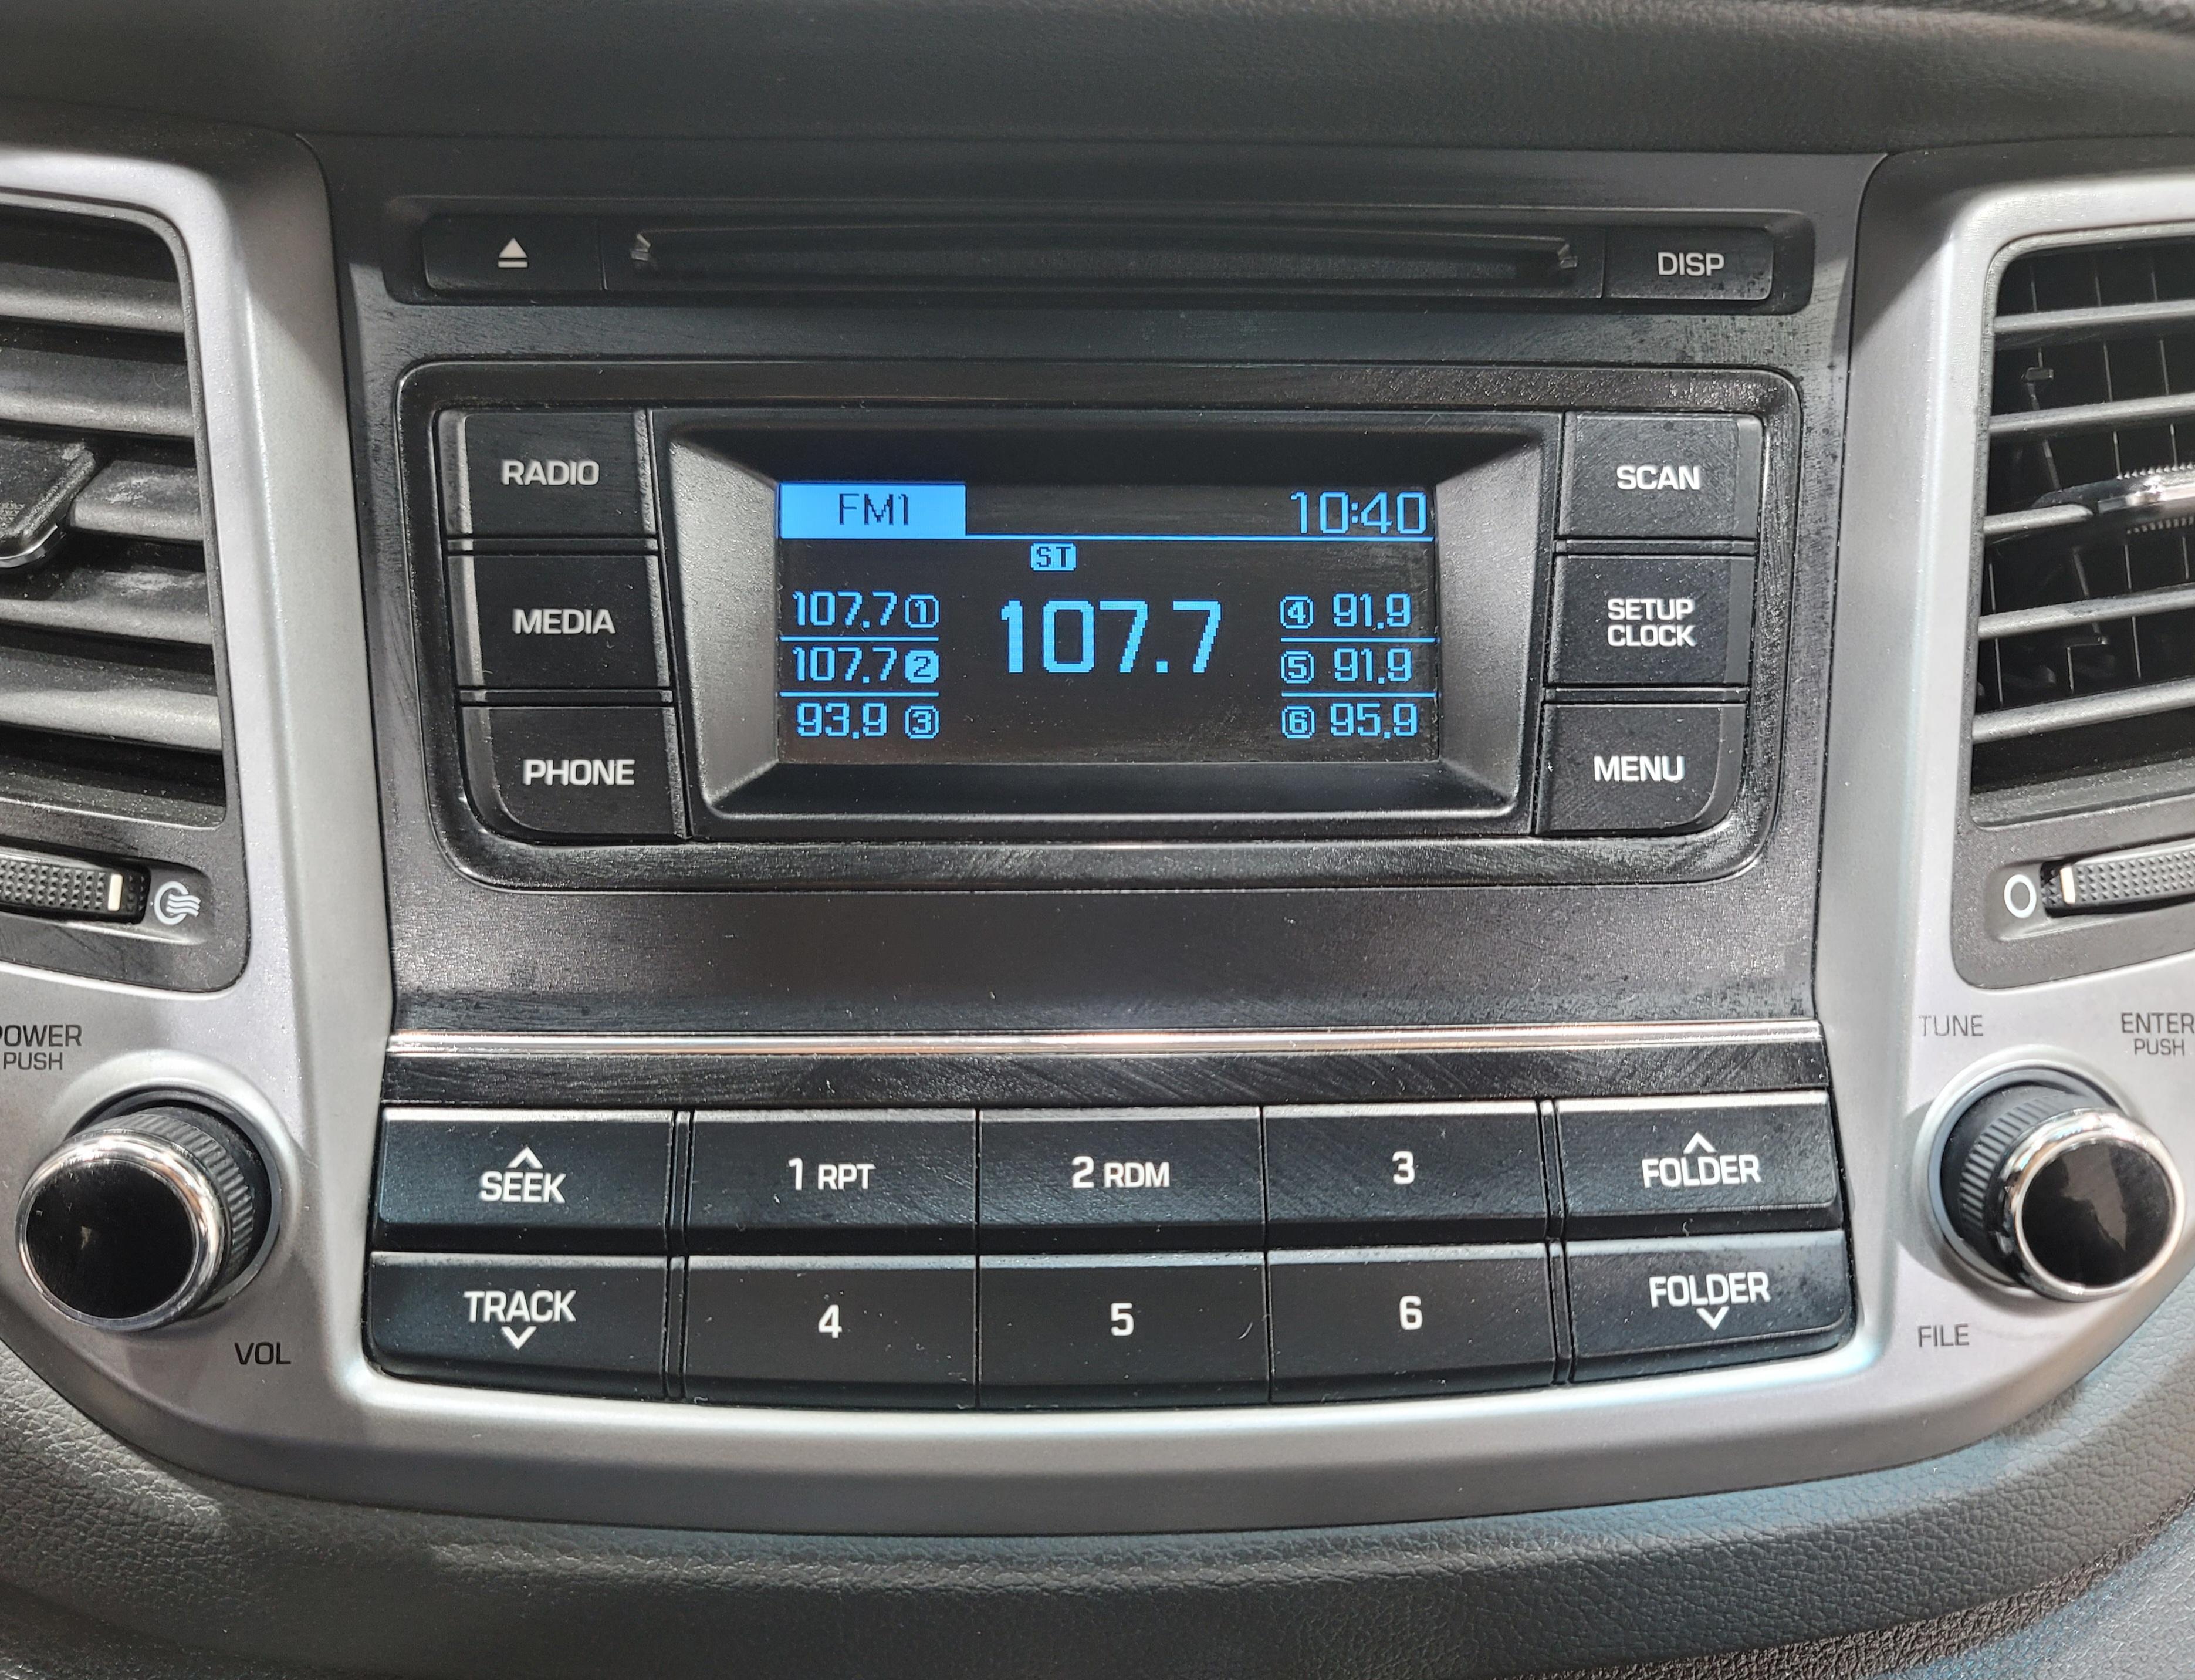 DISP
RADIO
MEDIA
PHONE
FM1 10:40
ST
107.7 ① 107.7 ④ 91.9
107.7 ❷ ⑤ 91.9
93.9 ③ ⑥ 95.9
SCAN
SETUP
CLOCK
MENU
POWER
PUSH
VOL
TUNE
ENTER
PUSH
FILE
SEEK 1 RPT 2 RDM 3 FOLDER
TRACK 4 5 6 FOLDER